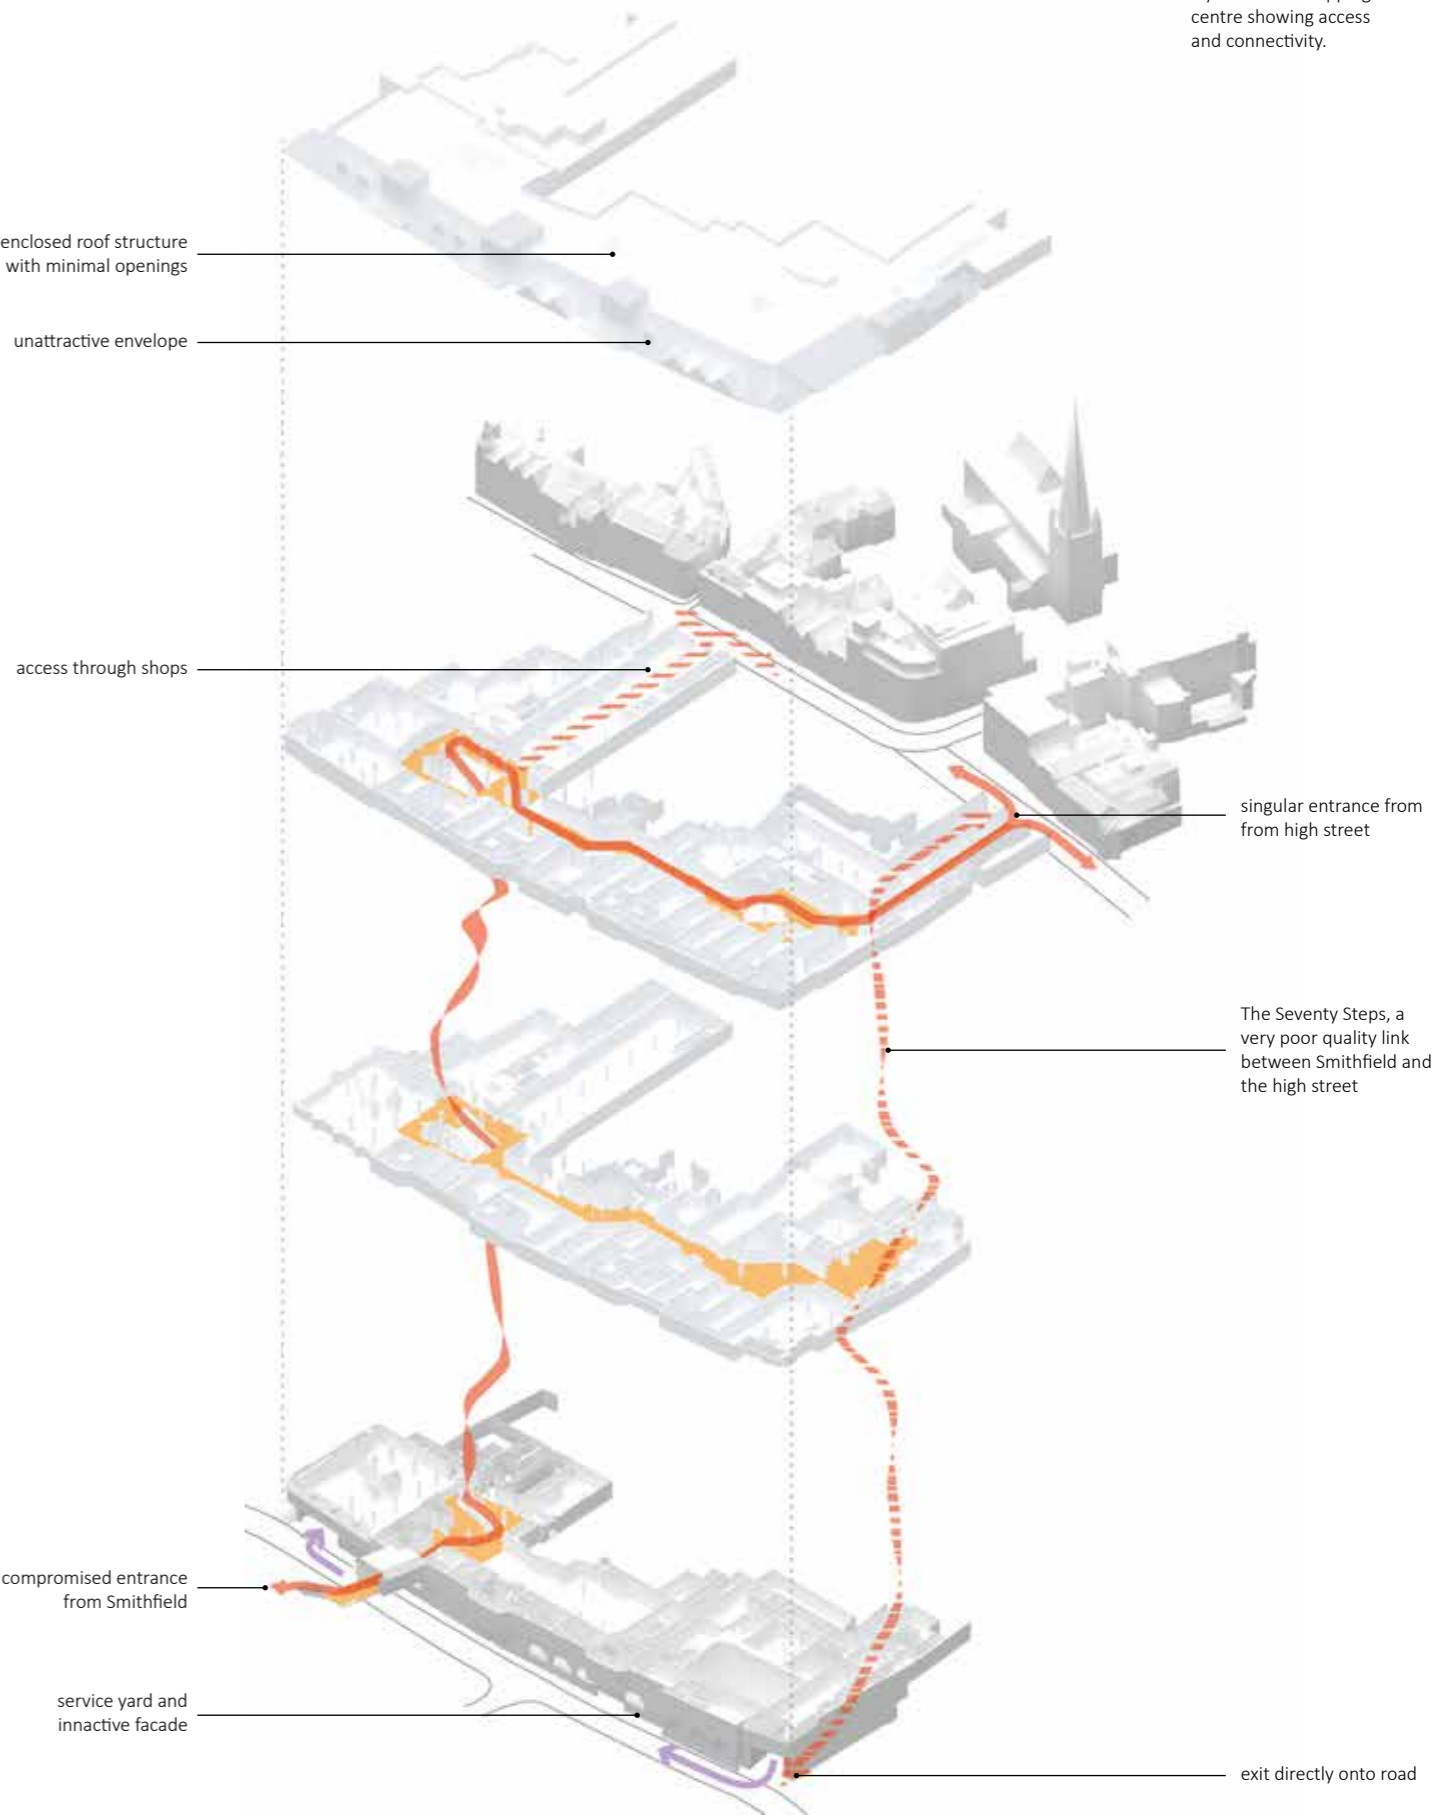 centre showing access
and connectivity.
enclosed roof structure
with minimal openings
unattractive envelope
access through shops
singular entrance from
from high street
The Seventy Steps, a
very poor quality link
between Smithfield and
the high street
compromised entrance
from Smithfield
service yard and
innactive facade
exit directly onto road